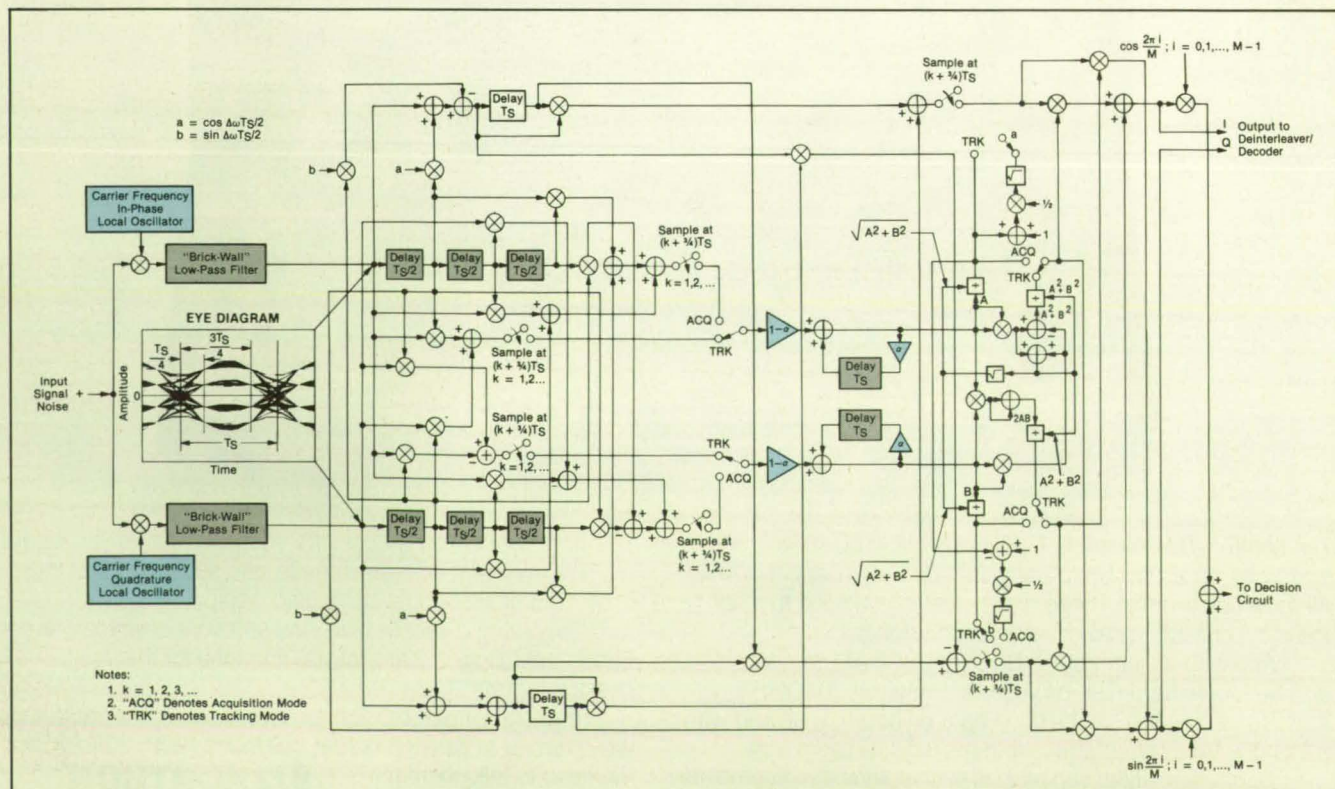 a = cos ΔωTS/2
b = sin ΔωTS/2
Sample at
(k + ¾)TS
cos 2πi/M ; i = 0,1,..., M − 1
Delay
TS
I
Q
Output to
Deinterleaver/
Decoder
b
a
TRK
a
√
½
1
ACQ
TRK
Carrier Frequency
In-Phase
Local Oscillator
"Brick-Wall"
Low-Pass Filter
Delay
TS/2
Delay
TS/2
Delay
TS/2
Sample at
(k + ¾)TS
k = 1,2, ...
√A² + B²
÷
A
÷
A² + B²
A² + B²
EYE DIAGRAM
TS/4
3TS/4
Amplitude
0
TS
Time
Input
Signal +
Noise
Sample at
(k + ¾)TS
k = 1,2...
ACQ
TRK
1−α
Delay
TS
α
√
Sample at
(k + ¾)TS
k = 1,2, ...
TRK
ACQ
1−α
Delay
TS
α
2AB
÷
A² + B²
B
÷
TRK
ACQ
"Brick-Wall"
Low-Pass Filter
Delay
TS/2
Delay
TS/2
Delay
TS/2
Sample at
(k + ¾)TS
k = 1,2...
√A² + B²
1
½
√
Carrier Frequency
Quadrature
Local Oscillator
b
a
TRK
b
ACQ
To Decision
Circuit
Delay
TS
Sample at
(k + ¾)TS
Notes:
1. k = 1, 2, 3, ...
2. "ACQ" Denotes Acquisition Mode
3. "TRK" Denotes Tracking Mode
sin 2πi/M ; i = 0,1,..., M − 1